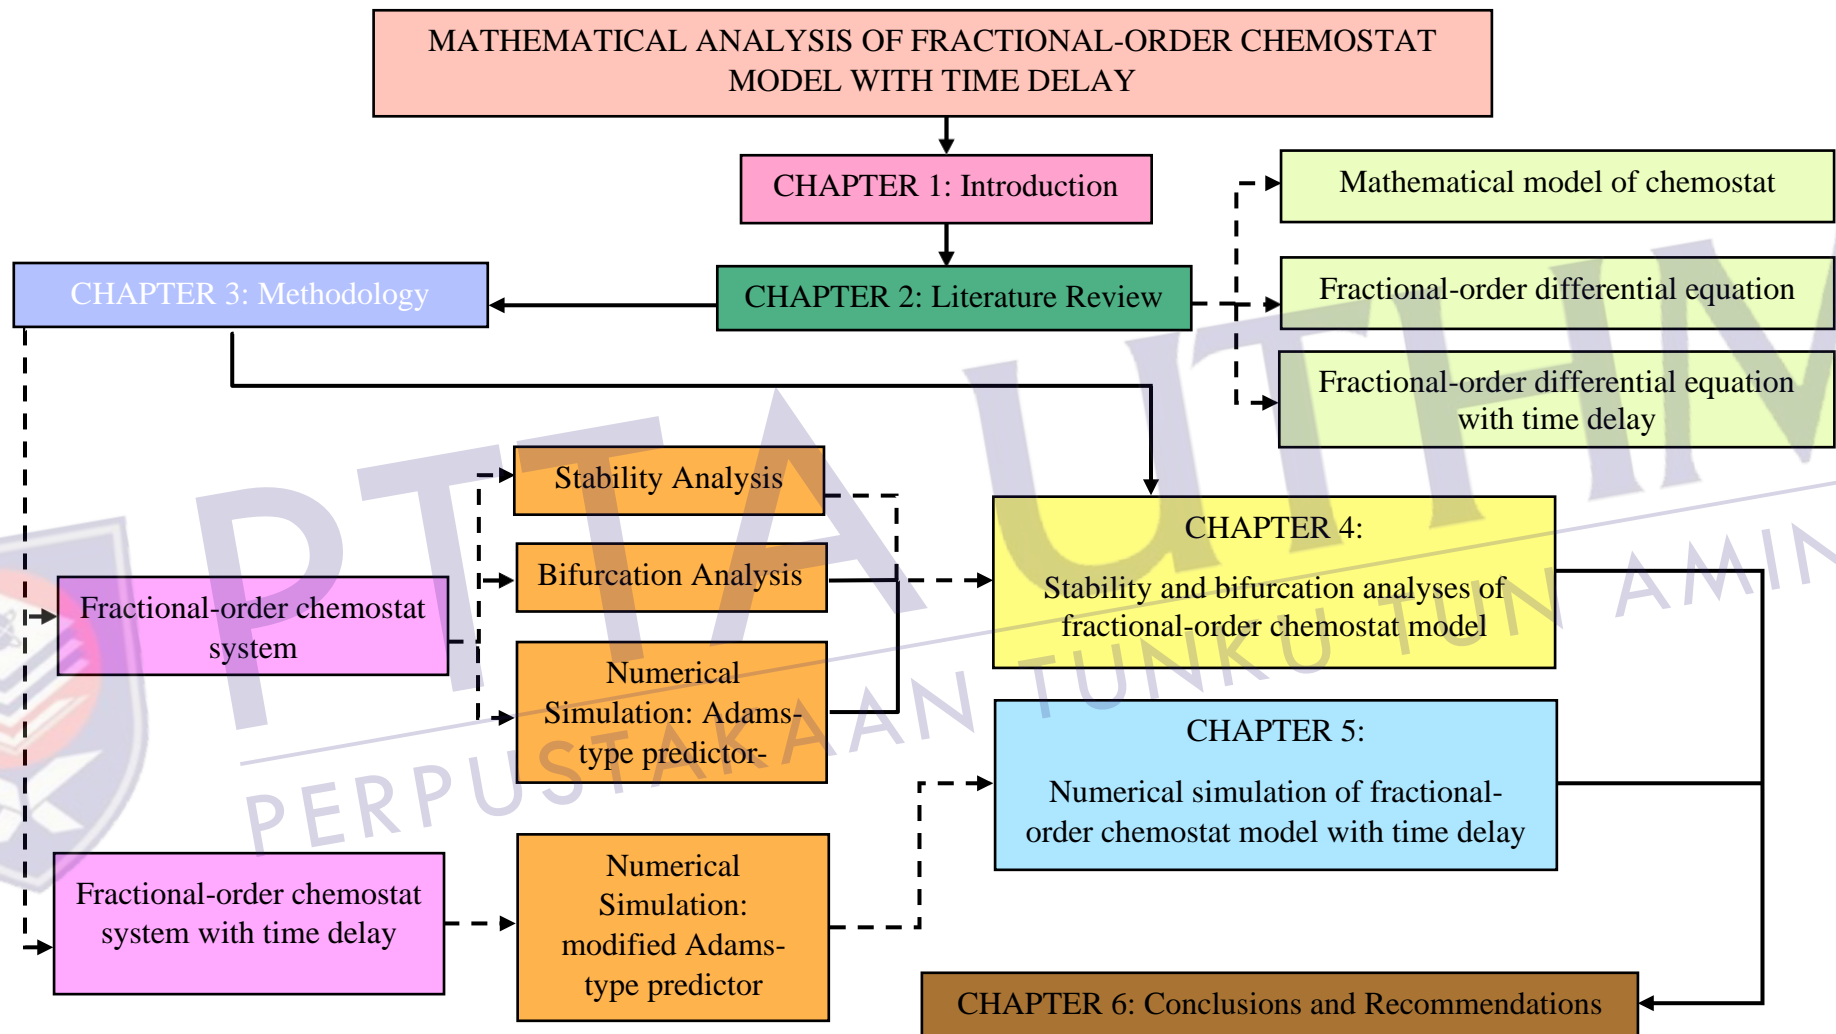 MATHEMATICAL ANALYSIS OF FRACTIONAL-ORDER CHEMOSTAT
MODEL WITH TIME DELAY
CHAPTER 1: Introduction
Mathematical model of chemostat
CHAPTER 3: Methodology
CHAPTER 2: Literature Review
Fractional-order differential equation
Fractional-order differential equation
with time delay
Stability Analysis
Bifurcation Analysis
Fractional-order chemostat
system
Numerical
Simulation: Adams-
type predictor-
CHAPTER 4:
Stability and bifurcation analyses of
fractional-order chemostat model
CHAPTER 5:
Numerical simulation of fractional-
order chemostat model with time delay
Fractional-order chemostat
system with time delay
Numerical
Simulation:
modified Adams-
type predictor
CHAPTER 6: Conclusions and Recommendations
PTTA UTHM
PERPUSTAKAAN TUNKU TUN AMIN